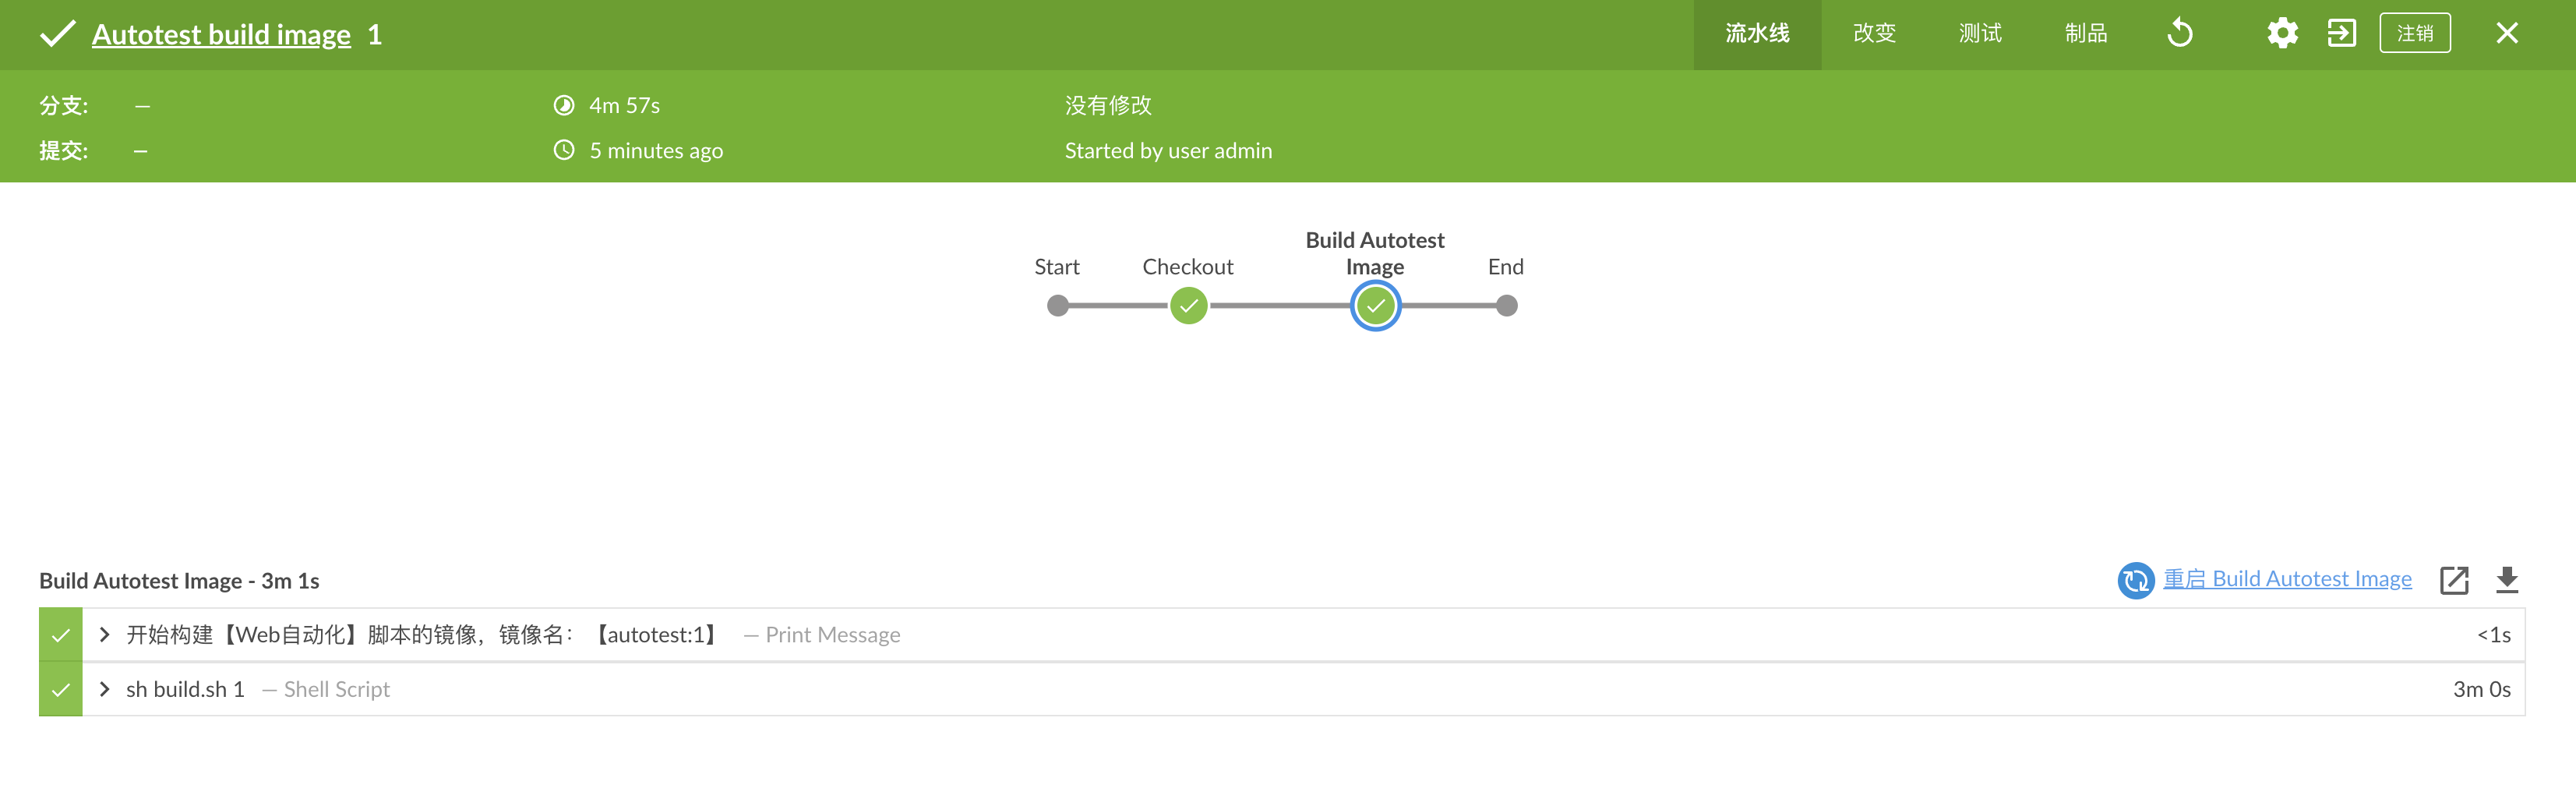 Autotest build image 1
流水线 改变 测试 制品 注销
分支: —
4m 57s
没有修改
提交: —
5 minutes ago
Started by user admin
Start
Checkout
Build Autotest
Image
End
Build Autotest Image - 3m 1s
重启 Build Autotest Image
开始构建【Web自动化】脚本的镜像，镜像名：【autotest:1】 — Print Message <1s
sh build.sh 1 — Shell Script 3m 0s